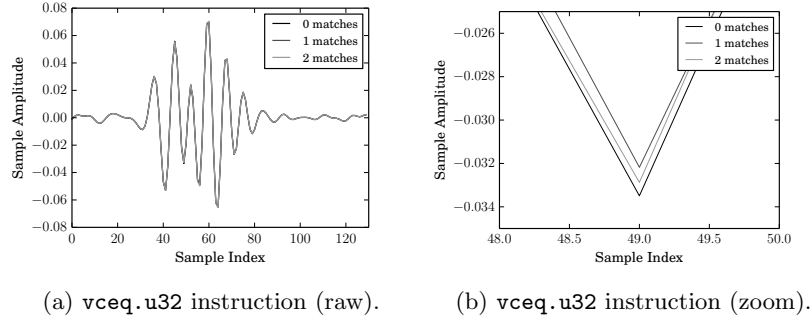 0.08
0.06
0.04
0.02
0.00
−0.02
−0.04
−0.06
−0.08
0 20 40 60 80 100 120
Sample Amplitude
Sample Index
0 matches
1 matches
2 matches
(a) vceq.u32 instruction (raw).
−0.026
−0.028
−0.030
−0.033
−0.034
48.0 48.5 49.0 49.5 50.0
Sample Amplitude
Sample Index
0 matches
1 matches
2 matches
(b) vceq.u32 instruction (zoom).